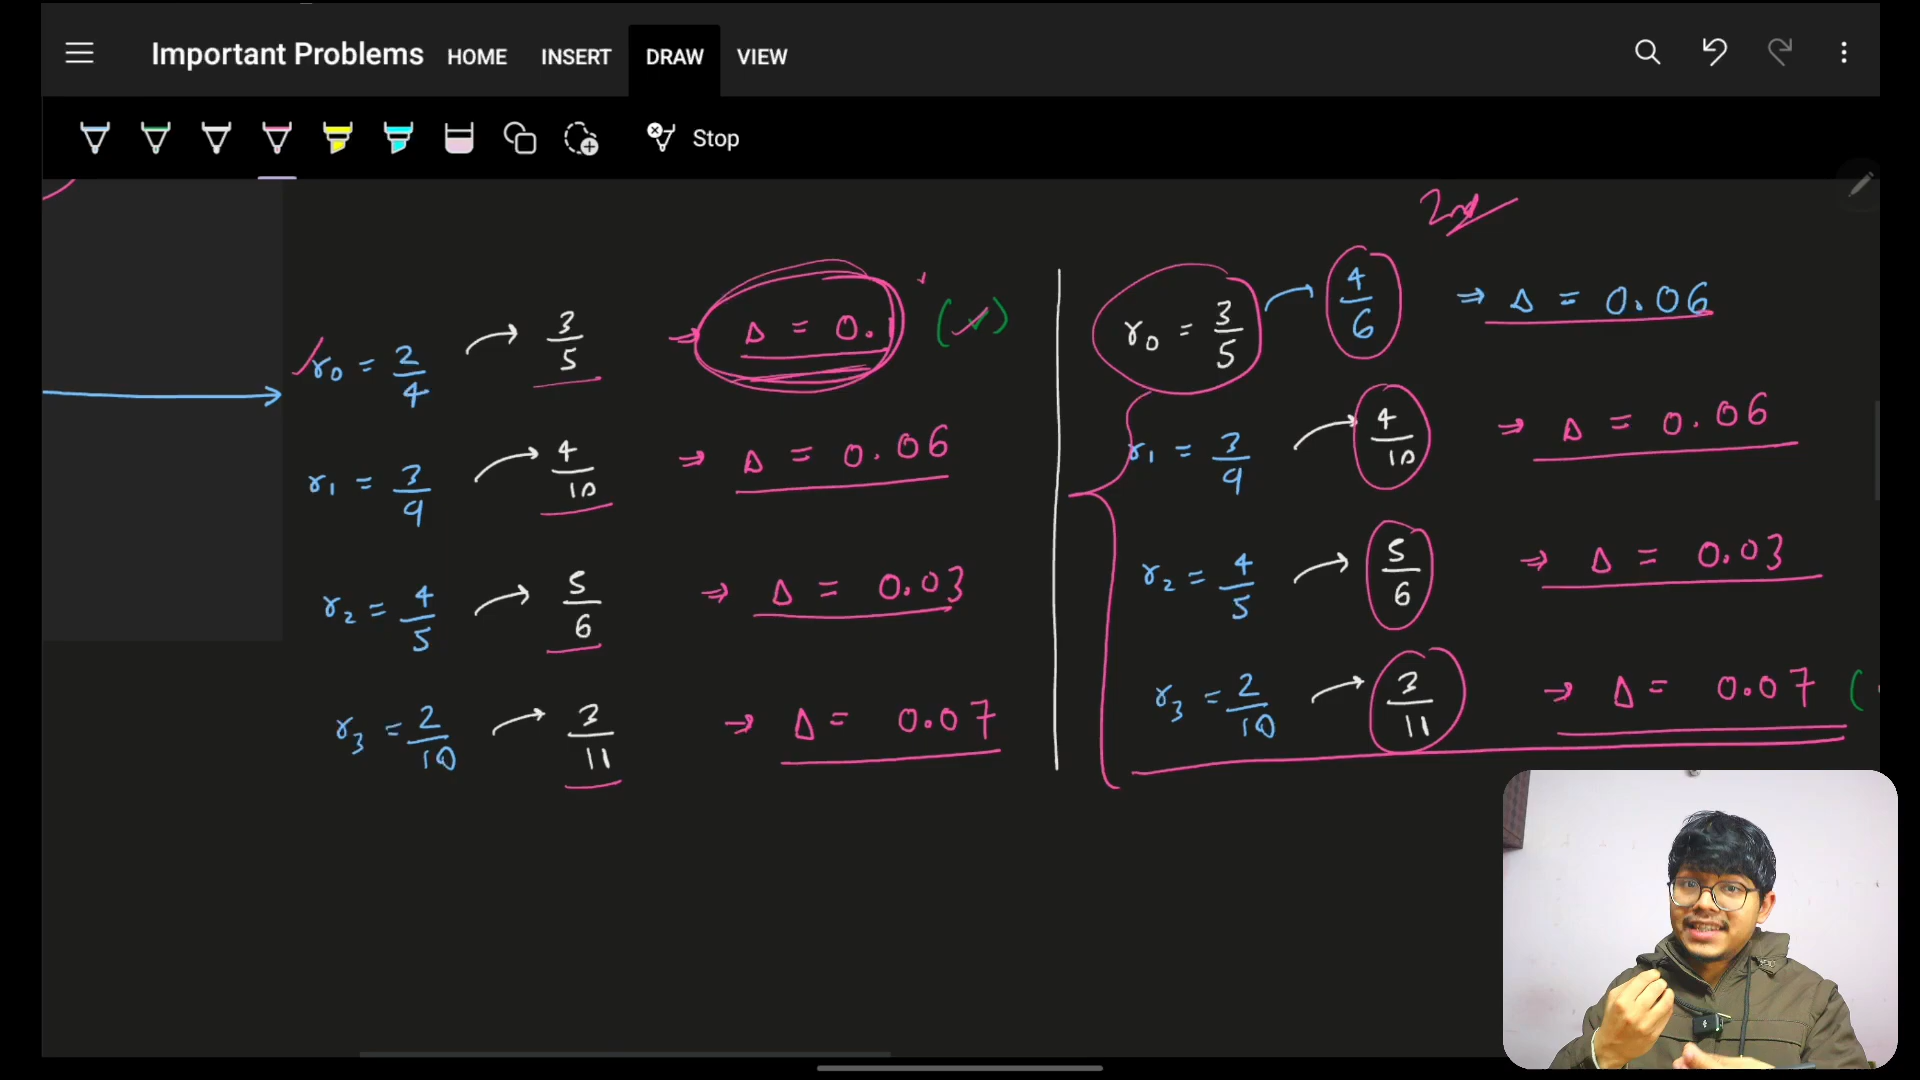 Important Problems HOME INSERT DRAW VIEW
Stop
2nd
r0 = 2/4 → 3/5 ⇒ Δ = 0.1 (✓)
r1 = 3/9 → 4/10 ⇒ Δ = 0.06
r2 = 4/5 → 5/6 ⇒ Δ = 0.03
r3 = 2/10 → 3/11 ⇒ Δ = 0.07
r0 = 3/5 → 4/6 ⇒ Δ = 0.06
r1 = 3/9 → 4/10 ⇒ Δ = 0.06
r2 = 4/5 → 5/6 ⇒ Δ = 0.03
r3 = 2/10 → 3/11 ⇒ Δ = 0.07 (